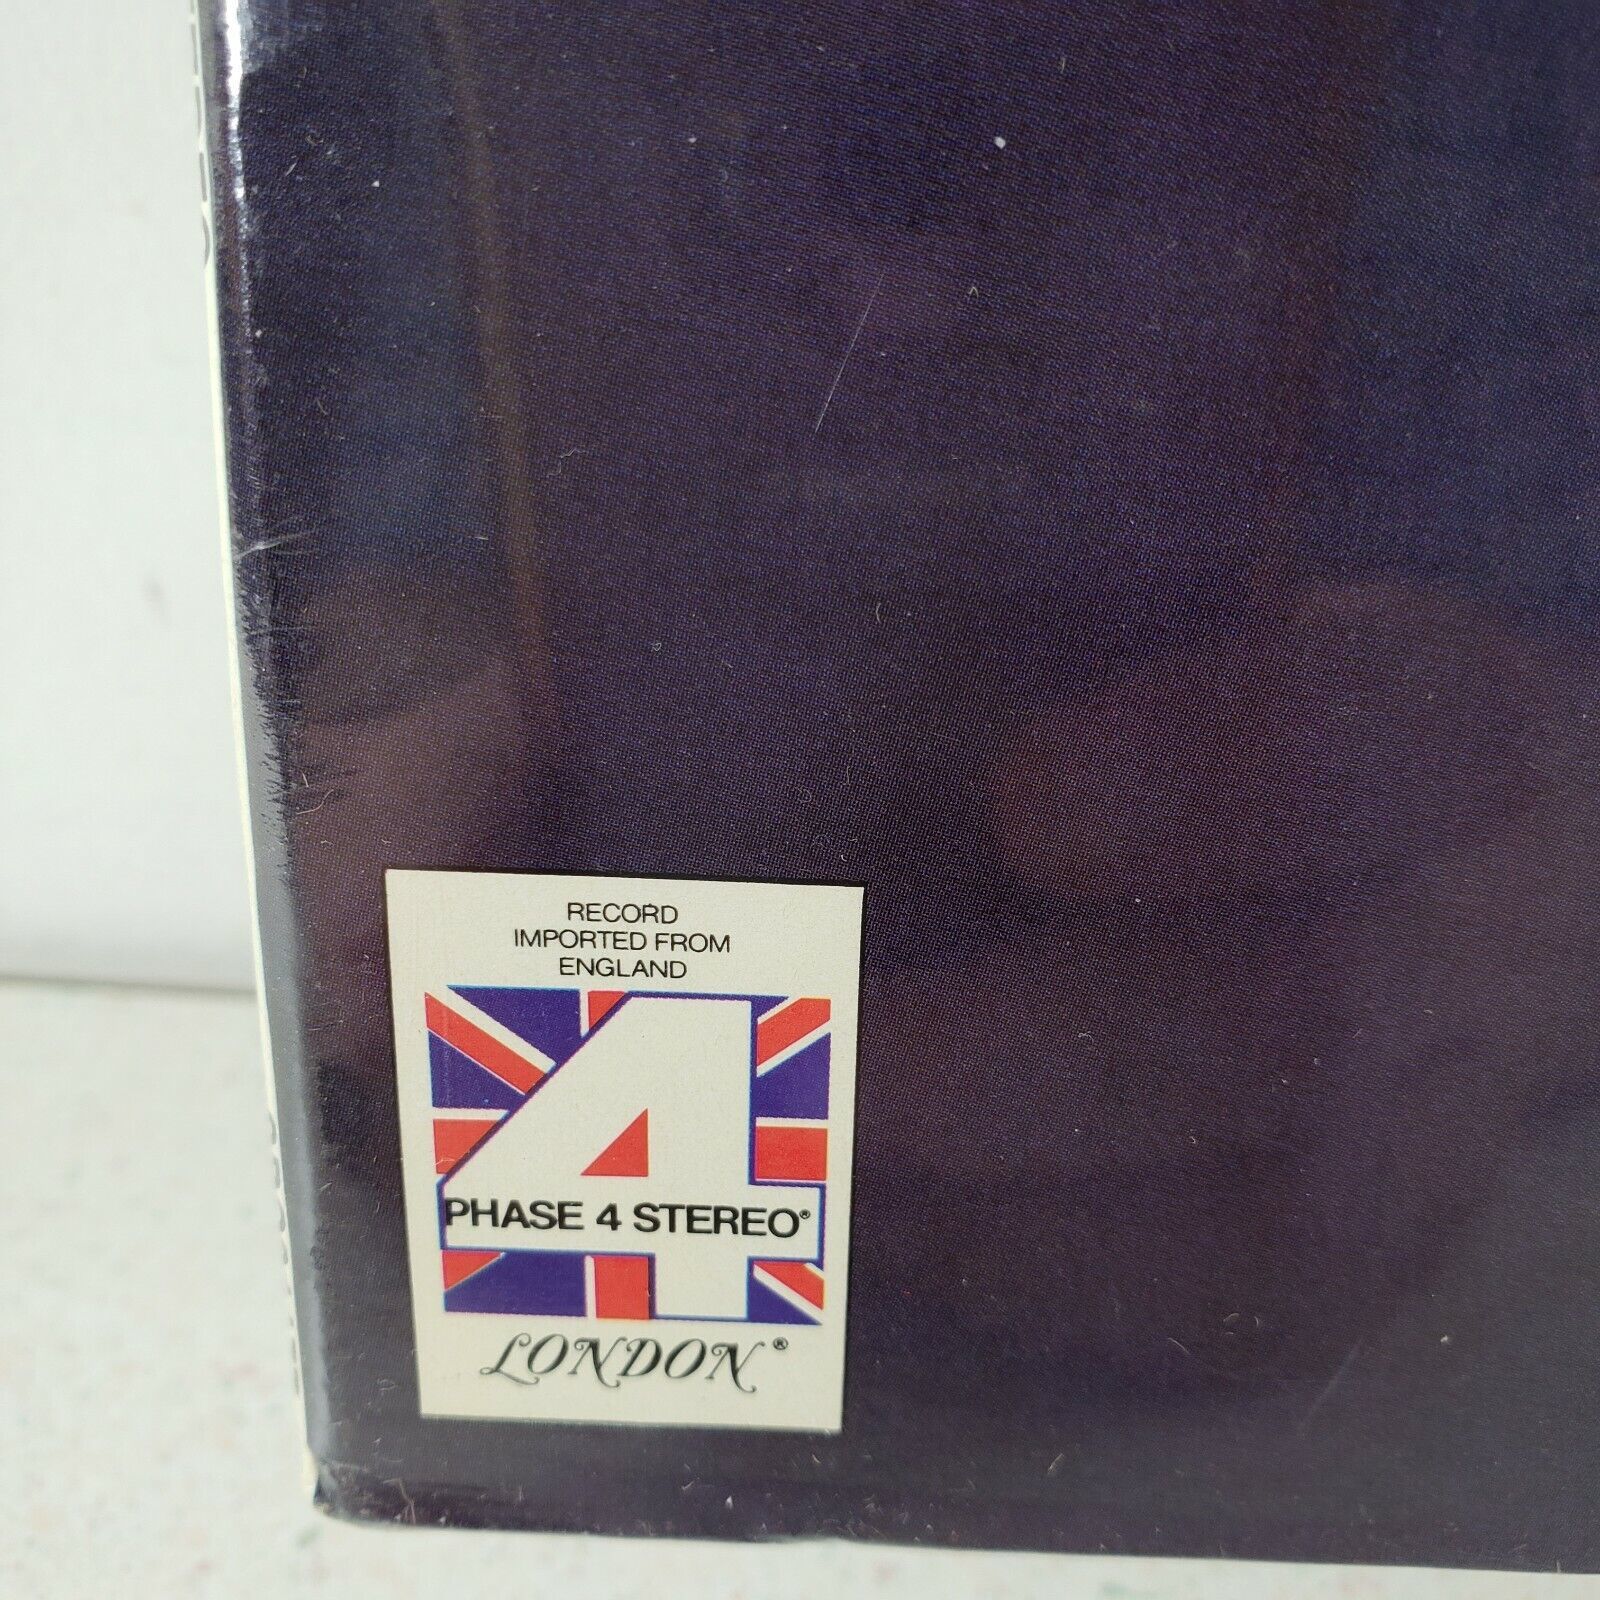 RECORD
IMPORTED FROM
ENGLAND
4
PHASE 4 STEREO®
LONDON®